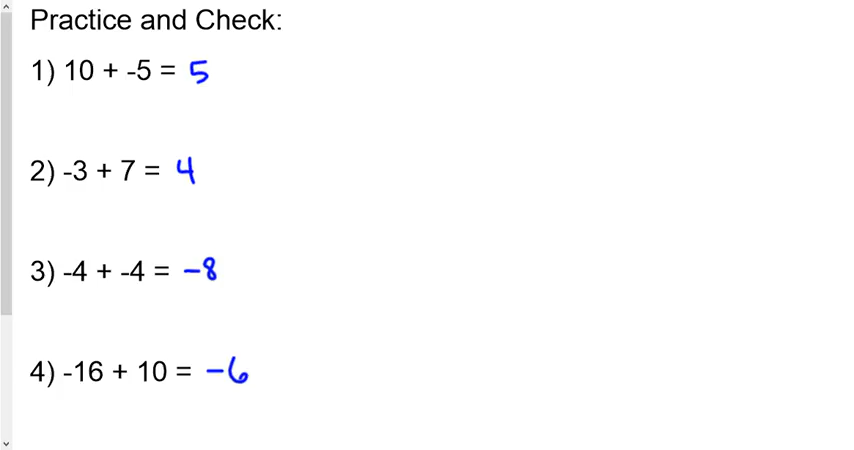 Practice and Check:
1) 10 + -5 = 5
2) -3 + 7 = 4
3) -4 + -4 = -8
4) -16 + 10 = -6